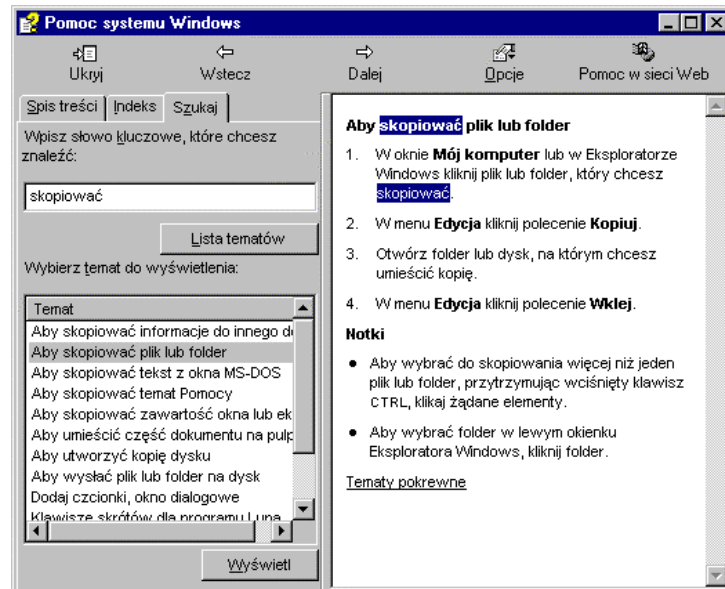 Pomoc systemu Windows
Ukryj Wstecz Dalej Opcje Pomoc w sieci Web
Spis treści Indeks Szukaj
Wpisz słowo kluczowe, które chcesz
znaleźć:
skopiować
Lista tematów
Wybierz temat do wyświetlenia:
Temat
Aby skopiować informacje do innego d
Aby skopiować plik lub folder
Aby skopiować tekst z okna MS-DOS
Aby skopiować temat Pomocy
Aby skopiować zawartość okna lub ek
Aby umieścić część dokumentu na pulp
Aby utworzyć kopię dysku
Aby wysłać plik lub folder na dysk
Dodaj czcionki, okno dialogowe
Klawisze skrótów dla programu Luna
Wyświetl
Aby skopiować plik lub folder
1. W oknie Mój komputer lub w Eksploratorze
Windows kliknij plik lub folder, który chcesz
skopiować.
2. W menu Edycja kliknij polecenie Kopiuj.
3. Otwórz folder lub dysk, na którym chcesz
umieścić kopię.
4. W menu Edycja kliknij polecenie Wklej.
Notki
• Aby wybrać do skopiowania więcej niż jeden
plik lub folder, przytrzymując wciśnięty klawisz
CTRL, klikaj żądane elementy.
• Aby wybrać folder w lewym okienku
Eksploratora Windows, kliknij folder.
Tematy pokrewne